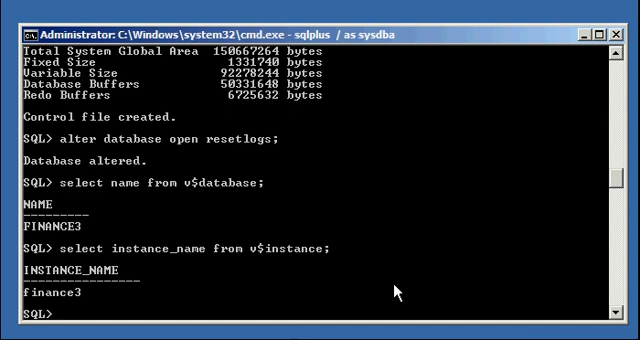 Administrator: C:\Windows\system32\cmd.exe - sqlplus / as sysdba
Total System Global Area 150667264 bytes
Fixed Size 1331740 bytes
Variable Size 92278244 bytes
Database Buffers 50331648 bytes
Redo Buffers 6725632 bytes
Control file created.
SQL> alter database open resetlogs;
Database altered.
SQL> select name from v$database;
NAME
---------
FINANCE3
SQL> select instance_name from v$instance;
INSTANCE_NAME
----------------
finance3
SQL>